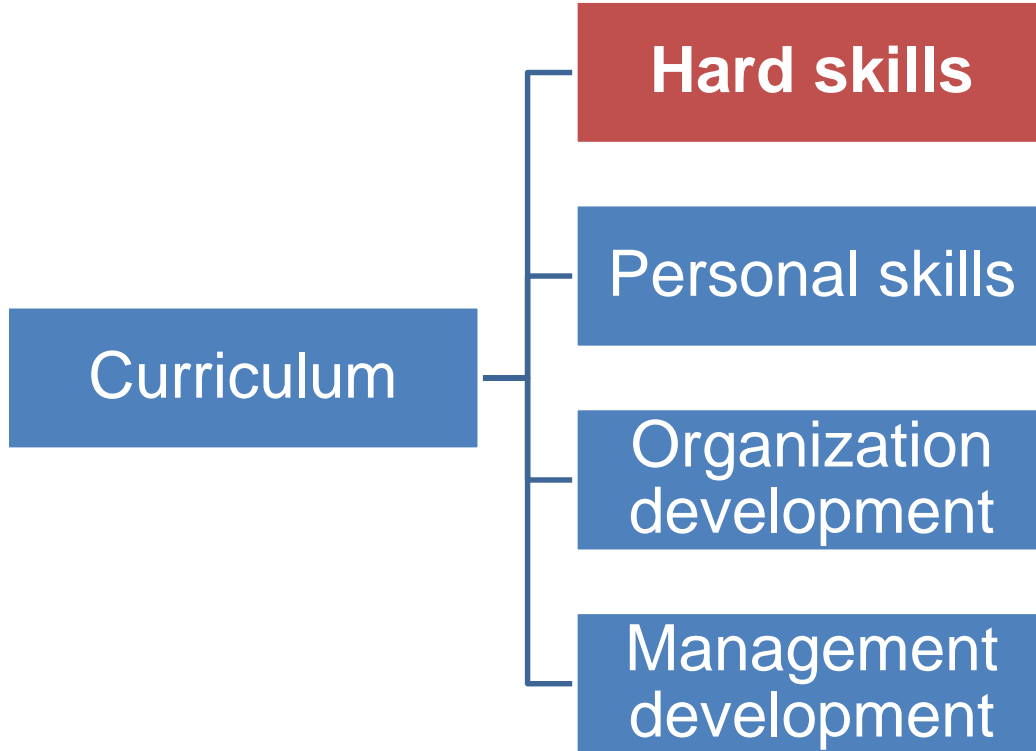 Hard skills
Personal skills
Curriculum
Organization
development
Management
development